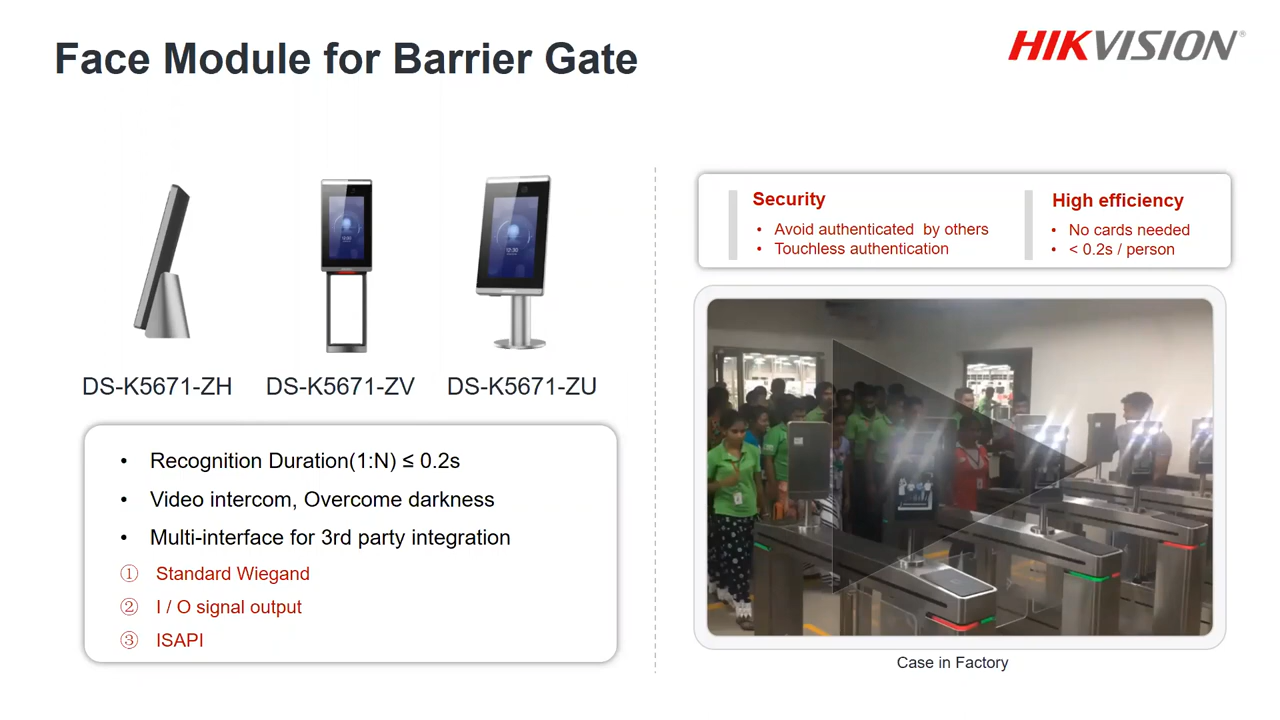 Face Module for Barrier Gate
HIKVISION®
DS-K5671-ZH
DS-K5671-ZV
DS-K5671-ZU
• Recognition Duration(1:N) ≤ 0.2s
• Video intercom, Overcome darkness
• Multi-interface for 3rd party integration
① Standard Wiegand
② I / O signal output
③ ISAPI
Security
• Avoid authenticated by others
• Touchless authentication
High efficiency
• No cards needed
• < 0.2s / person
Case in Factory